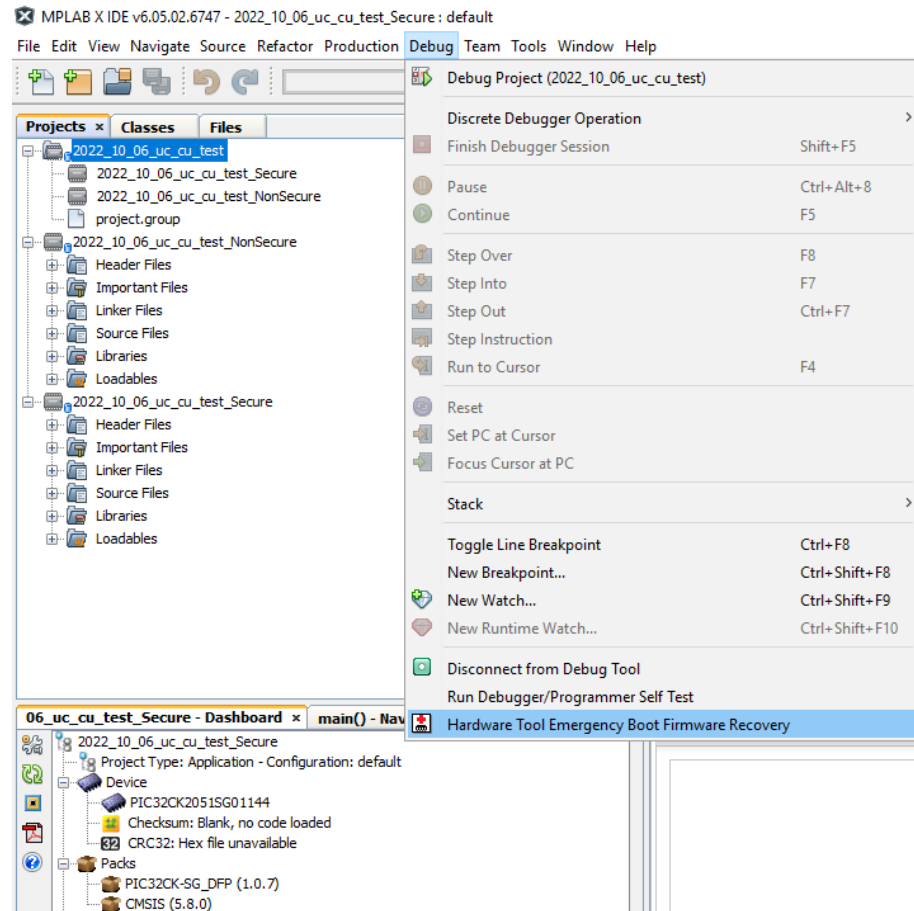 MPLAB X IDE v6.05.02.6747 - 2022_10_06_uc_cu_test_Secure : default
File Edit View Navigate Source Refactor Production Debug Team Tools Window Help
Projects × Classes Files
2022_10_06_uc_cu_test
2022_10_06_uc_cu_test_Secure
2022_10_06_uc_cu_test_NonSecure
project.group
2022_10_06_uc_cu_test_NonSecure
Header Files
Important Files
Linker Files
Source Files
Libraries
Loadables
2022_10_06_uc_cu_test_Secure
Header Files
Important Files
Linker Files
Source Files
Libraries
Loadables
Debug Project (2022_10_06_uc_cu_test)
Discrete Debugger Operation >
Finish Debugger Session Shift+F5
Pause Ctrl+Alt+8
Continue F5
Step Over F8
Step Into F7
Step Out Ctrl+F7
Step Instruction
Run to Cursor F4
Reset
Set PC at Cursor
Focus Cursor at PC
Stack >
Toggle Line Breakpoint Ctrl+F8
New Breakpoint... Ctrl+Shift+F8
New Watch... Ctrl+Shift+F9
New Runtime Watch... Ctrl+Shift+F10
Disconnect from Debug Tool
Run Debugger/Programmer Self Test
Hardware Tool Emergency Boot Firmware Recovery
06_uc_cu_test_Secure - Dashboard × main() - Nav
2022_10_06_uc_cu_test_Secure
Project Type: Application - Configuration: default
Device
PIC32CK2051SG01144
Checksum: Blank, no code loaded
32 CRC32: Hex file unavailable
Packs
PIC32CK-SG_DFP (1.0.7)
CMSIS (5.8.0)